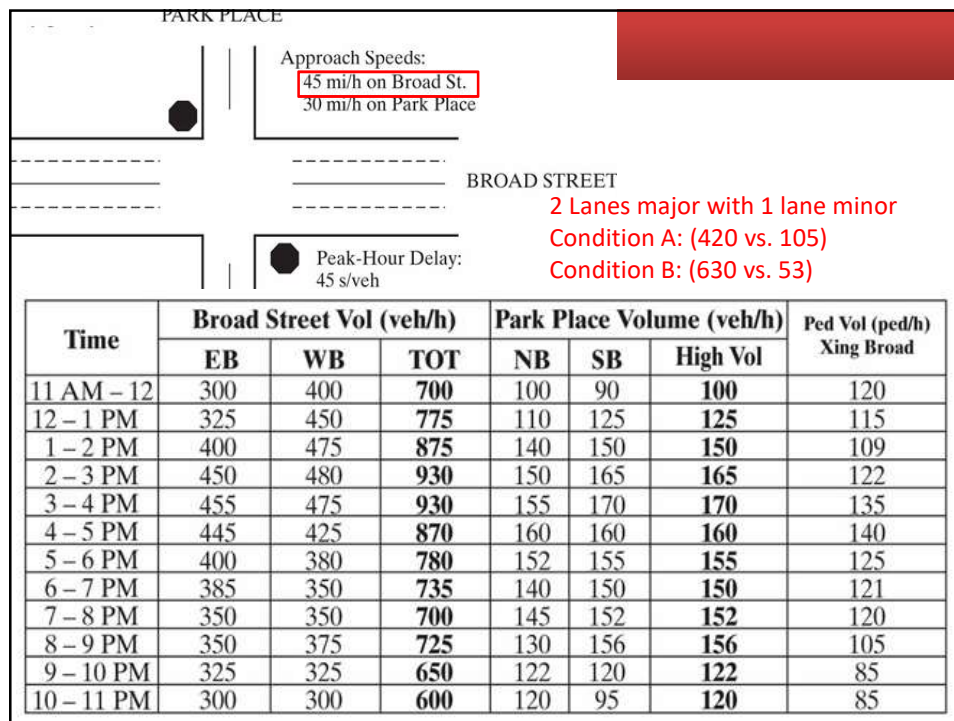 PARK PLACE
Approach Speeds:
45 mi/h on Broad St.
30 mi/h on Park Place
BROAD STREET
2 Lanes major with 1 lane minor
Condition A: (420 vs. 105)
Condition B: (630 vs. 53)
Peak-Hour Delay:
45 s/veh
Time Broad Street Vol (veh/h) Park Place Volume (veh/h) Ped Vol (ped/h) Xing Broad
EB WB TOT NB SB High Vol
11 AM – 12 300 400 700 100 90 100 120
12 – 1 PM 325 450 775 110 125 125 115
1 – 2 PM 400 475 875 140 150 150 109
2 – 3 PM 450 480 930 150 165 165 122
3 – 4 PM 455 475 930 155 170 170 135
4 – 5 PM 445 425 870 160 160 160 140
5 – 6 PM 400 380 780 152 155 155 125
6 – 7 PM 385 350 735 140 150 150 121
7 – 8 PM 350 350 700 145 152 152 120
8 – 9 PM 350 375 725 130 156 156 105
9 – 10 PM 325 325 650 122 120 122 85
10 – 11 PM 300 300 600 120 95 120 85